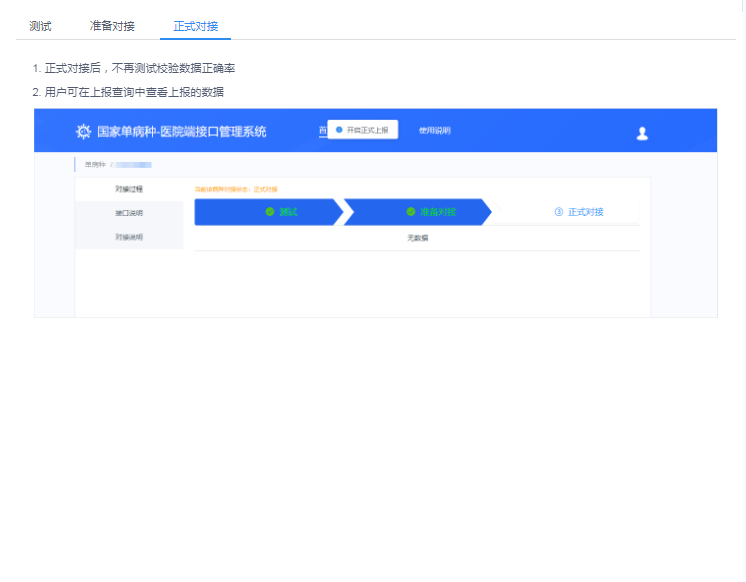 测试 准备对接 正式对接
1. 正式对接后，不再测试校验数据正确率
2. 用户可在上报查询中查看上报的数据
国家单病种-医院端接口管理系统 首 开启正式上报 使用说明
单病种 /
对接过程 当前该病种对接状态：正式对接
测试 准备对接 ③ 正式对接
接口说明
对接说明 无数据